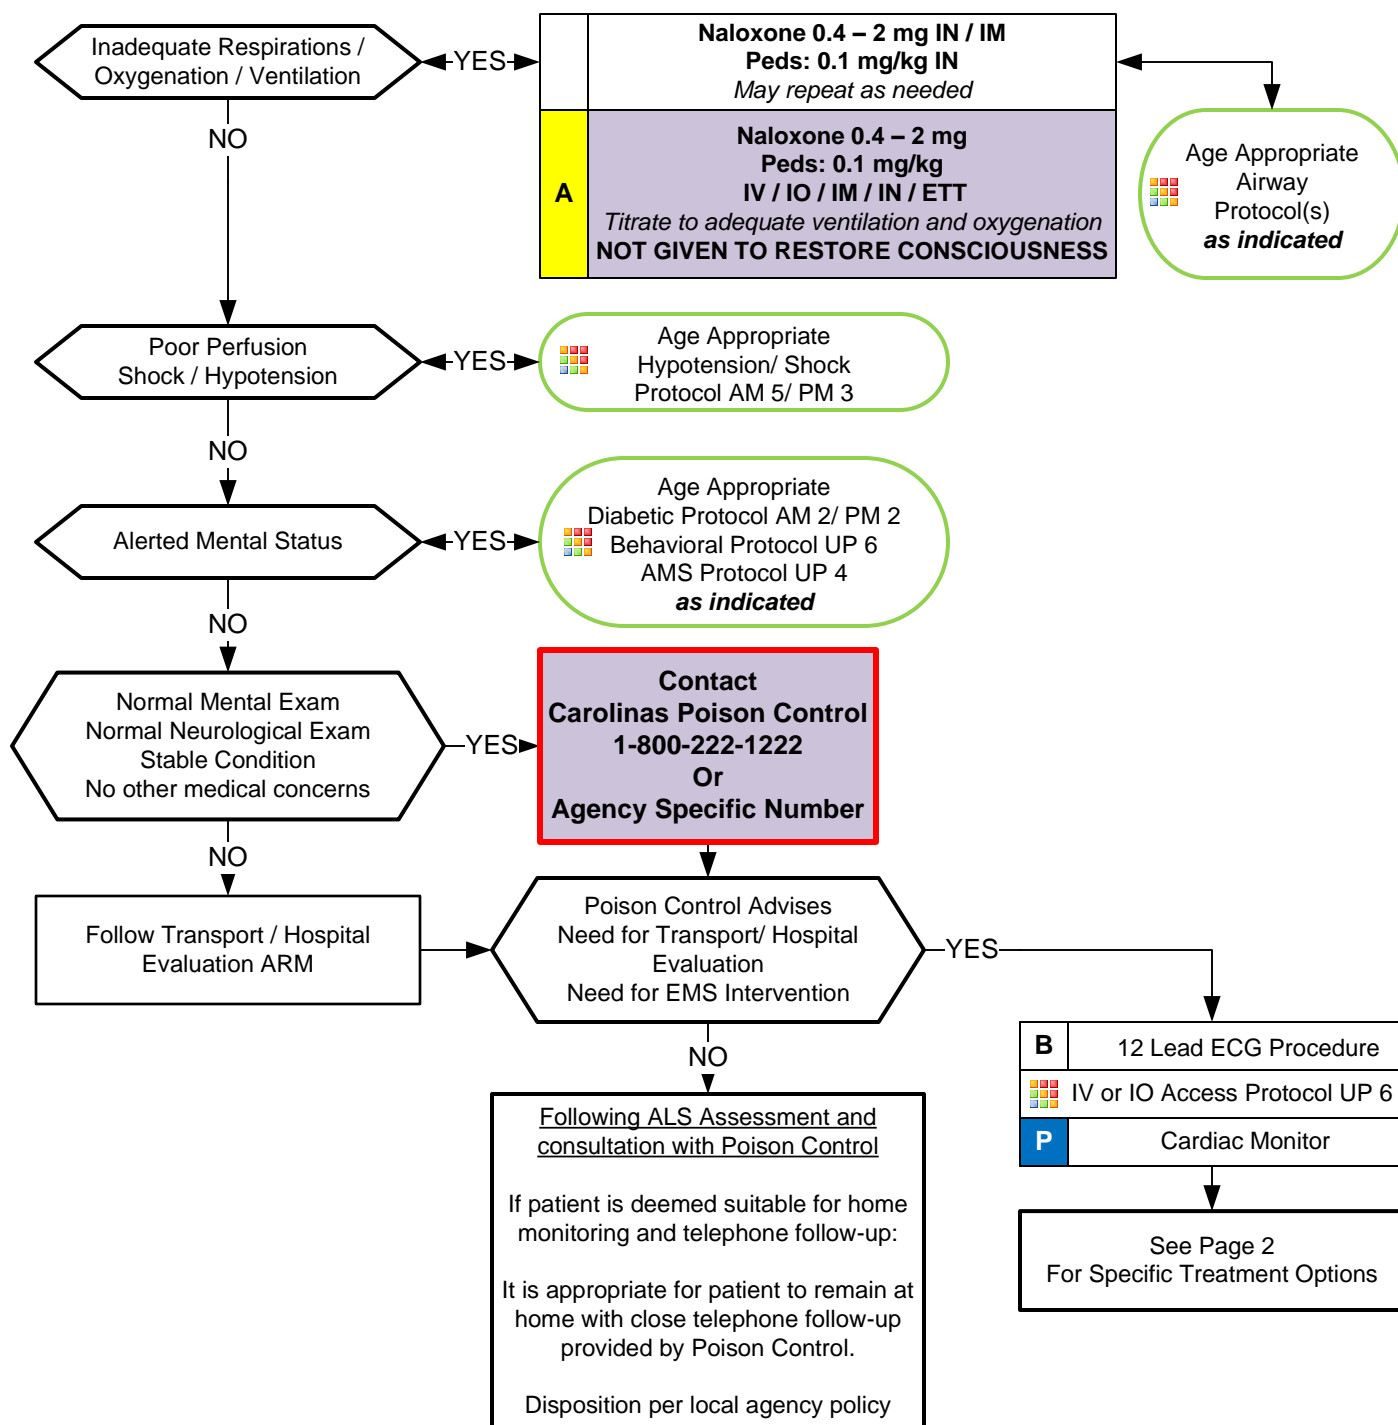 Inadequate Respirations /
Oxygenation / Ventilation
YES
Naloxone 0.4 – 2 mg IN / IM
Peds: 0.1 mg/kg IN
May repeat as needed
A
Naloxone 0.4 – 2 mg
Peds: 0.1 mg/kg
IV / IO / IM / IN / ETT
Titrate to adequate ventilation and oxygenation
NOT GIVEN TO RESTORE CONSCIOUSNESS
Age Appropriate
Airway
Protocol(s)
as indicated
NO
Poor Perfusion
Shock / Hypotension
YES
Age Appropriate
Hypotension/ Shock
Protocol AM 5/ PM 3
NO
Alerted Mental Status
YES
Age Appropriate
Diabetic Protocol AM 2/ PM 2
Behavioral Protocol UP 6
AMS Protocol UP 4
as indicated
NO
Normal Mental Exam
Normal Neurological Exam
Stable Condition
No other medical concerns
YES
Contact
Carolinas Poison Control
1-800-222-1222
Or
Agency Specific Number
NO
Follow Transport / Hospital
Evaluation ARM
Poison Control Advises
Need for Transport/ Hospital
Evaluation
Need for EMS Intervention
YES
B
12 Lead ECG Procedure
IV or IO Access Protocol UP 6
P
Cardiac Monitor
See Page 2
For Specific Treatment Options
NO
Following ALS Assessment and
consultation with Poison Control
If patient is deemed suitable for home
monitoring and telephone follow-up:
It is appropriate for patient to remain at
home with close telephone follow-up
provided by Poison Control.
Disposition per local agency policy